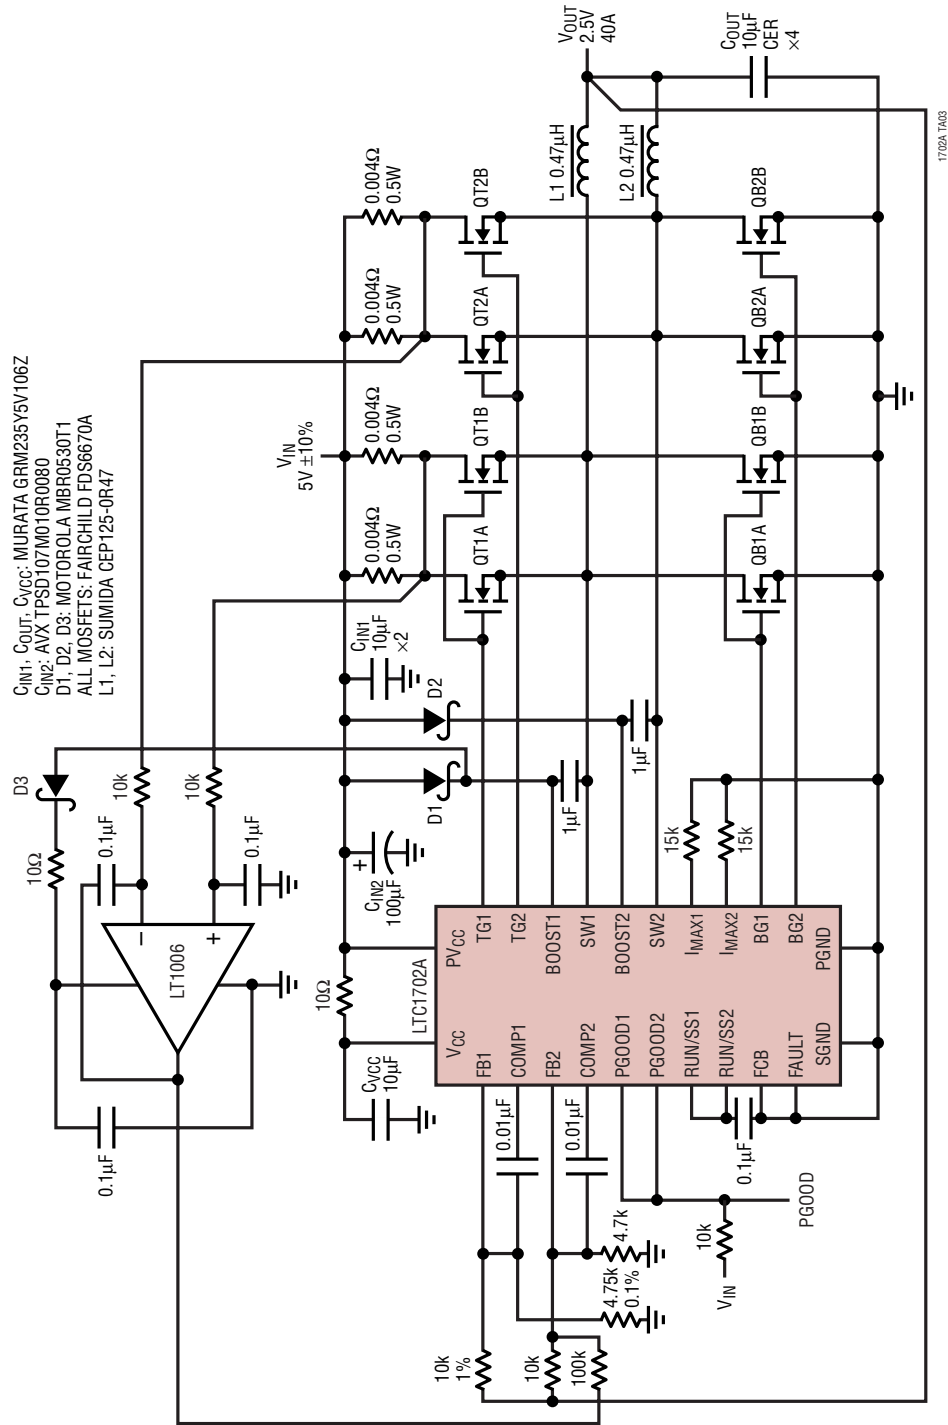 C_IN1, C_OUT, C_VCC: MURATA GRM235Y5V106Z
C_IN2: AVX TPSD107M010R0080
D1, D2, D3: MOTOROLA MBR0530T1
ALL MOSFETS: FAIRCHILD FDS6670A
L1, L2: SUMIDA CEP125-0R47
D3
10Ω
0.1µF
10k
10k
0.1µF
LT1006
–
+
0.1µF
V_IN
5V ±10%
0.004Ω
0.5W
0.004Ω
0.5W
0.004Ω
0.5W
0.004Ω
0.5W
C_IN1
10µF
×2
D2
D1
+
C_IN2
100µF
10Ω
C_VCC
10µF
QT1A
QT1B
QT2A
QT2B
1µF
1µF
L1 0.47µH
L2 0.47µH
V_OUT
2.5V
40A
C_OUT
10µF
CER
×4
QB1A
QB1B
QB2A
QB2B
15k
15k
LTC1702A
V_CC
PV_CC
FB1
TG1
COMP1
TG2
FB2
BOOST1
COMP2
SW1
PGOOD1
BOOST2
PGOOD2
SW2
RUN/SS1
I_MAX1
RUN/SS2
I_MAX2
FCB
BG1
FAULT
BG2
SGND
PGND
0.01µF
0.01µF
0.1µF
4.7k
4.75k
0.1%
10k
V_IN
PGOOD
10k
1%
10k
100k
1702A TA03